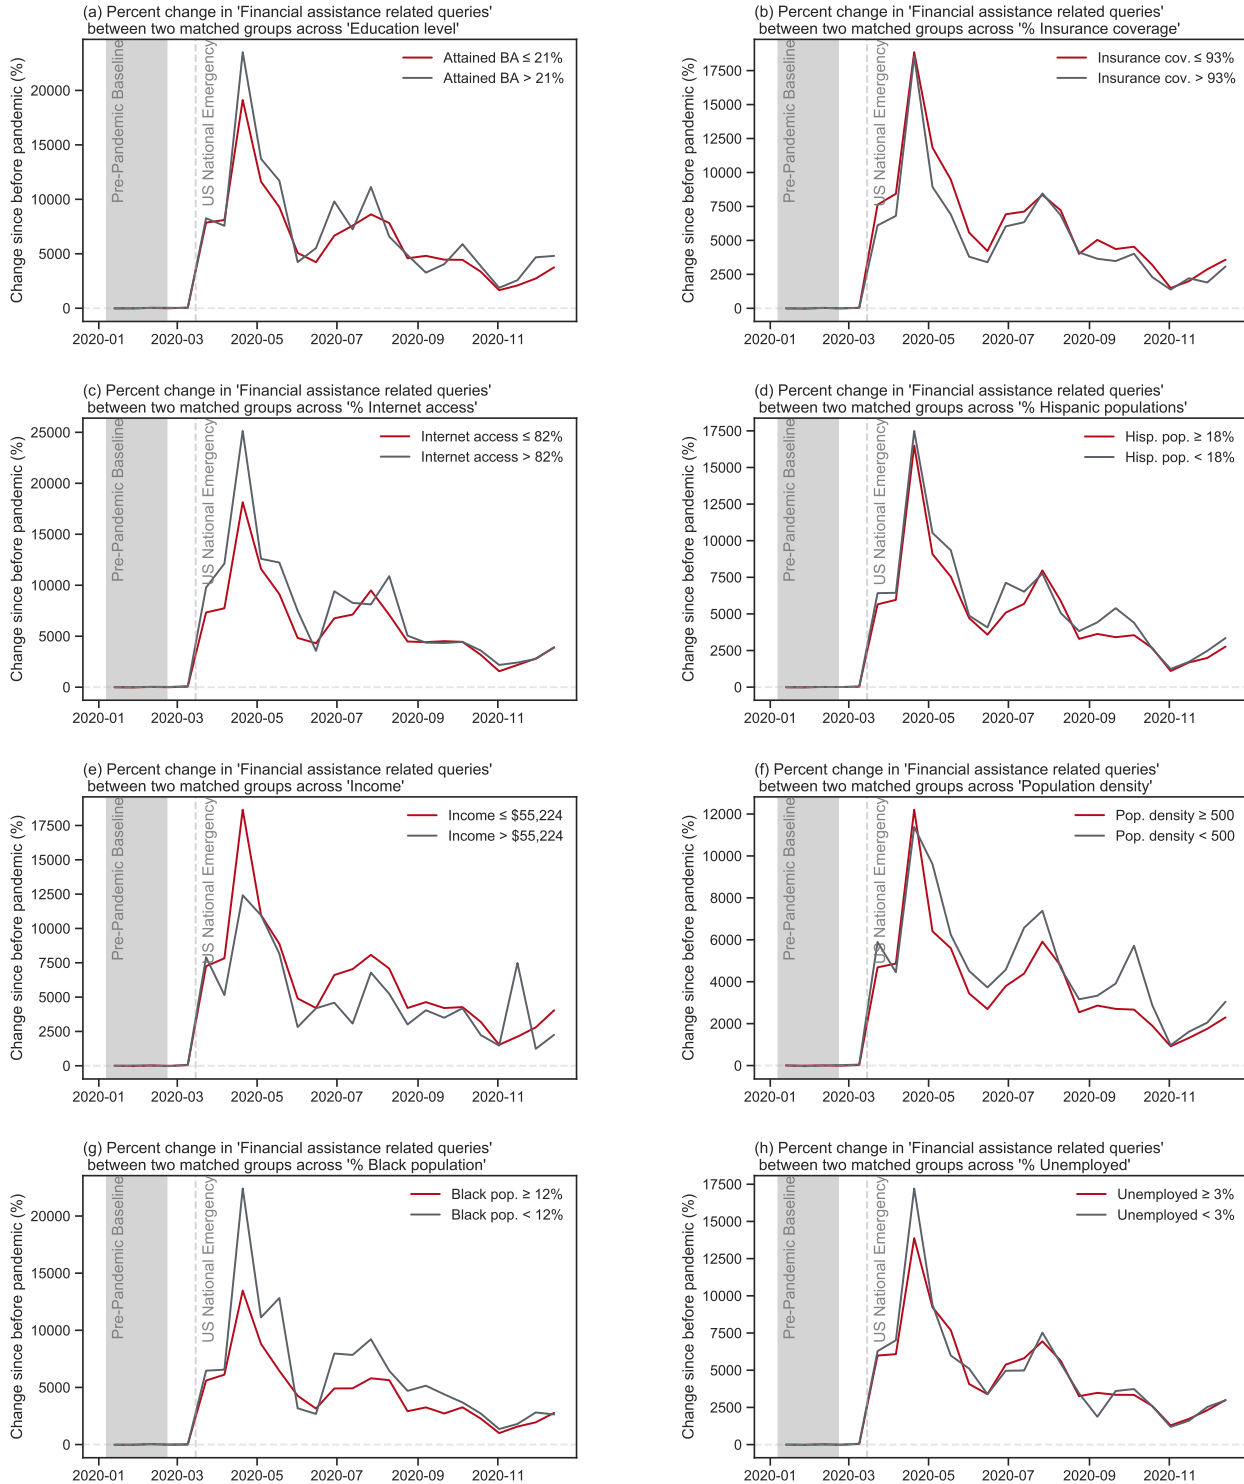 (a) Percent change in 'Financial assistance related queries'
between two matched groups across 'Education level'
Change since before pandemic (%)
20000
15000
10000
5000
0
Pre-Pandemic Baseline
US National Emergency
Attained BA ≤ 21%
Attained BA > 21%
2020-01 2020-03 2020-05 2020-07 2020-09 2020-11
(b) Percent change in 'Financial assistance related queries'
between two matched groups across '% Insurance coverage'
Change since before pandemic (%)
17500
15000
12500
10000
7500
5000
2500
0
Pre-Pandemic Baseline
US National Emergency
Insurance cov. ≤ 93%
Insurance cov. > 93%
2020-01 2020-03 2020-05 2020-07 2020-09 2020-11
(c) Percent change in 'Financial assistance related queries'
between two matched groups across '% Internet access'
Change since before pandemic (%)
25000
20000
15000
10000
5000
0
Pre-Pandemic Baseline
US National Emergency
Internet access ≤ 82%
Internet access > 82%
2020-01 2020-03 2020-05 2020-07 2020-09 2020-11
(d) Percent change in 'Financial assistance related queries'
between two matched groups across '% Hispanic populations'
Change since before pandemic (%)
17500
15000
12500
10000
7500
5000
2500
0
Pre-Pandemic Baseline
US National Emergency
Hisp. pop. ≥ 18%
Hisp. pop. < 18%
2020-01 2020-03 2020-05 2020-07 2020-09 2020-11
(e) Percent change in 'Financial assistance related queries'
between two matched groups across 'Income'
Change since before pandemic (%)
17500
15000
12500
10000
7500
5000
2500
0
Pre-Pandemic Baseline
US National Emergency
Income ≤ $55,224
Income > $55,224
2020-01 2020-03 2020-05 2020-07 2020-09 2020-11
(f) Percent change in 'Financial assistance related queries'
between two matched groups across 'Population density'
Change since before pandemic (%)
12000
10000
8000
6000
4000
2000
0
Pre-Pandemic Baseline
US National Emergency
Pop. density ≥ 500
Pop. density < 500
2020-01 2020-03 2020-05 2020-07 2020-09 2020-11
(g) Percent change in 'Financial assistance related queries'
between two matched groups across '% Black population'
Change since before pandemic (%)
20000
15000
10000
5000
0
Pre-Pandemic Baseline
US National Emergency
Black pop. ≥ 12%
Black pop. < 12%
2020-01 2020-03 2020-05 2020-07 2020-09 2020-11
(h) Percent change in 'Financial assistance related queries'
between two matched groups across '% Unemployed'
Change since before pandemic (%)
17500
15000
12500
10000
7500
5000
2500
0
Pre-Pandemic Baseline
US National Emergency
Unemployed ≥ 3%
Unemployed < 3%
2020-01 2020-03 2020-05 2020-07 2020-09 2020-11